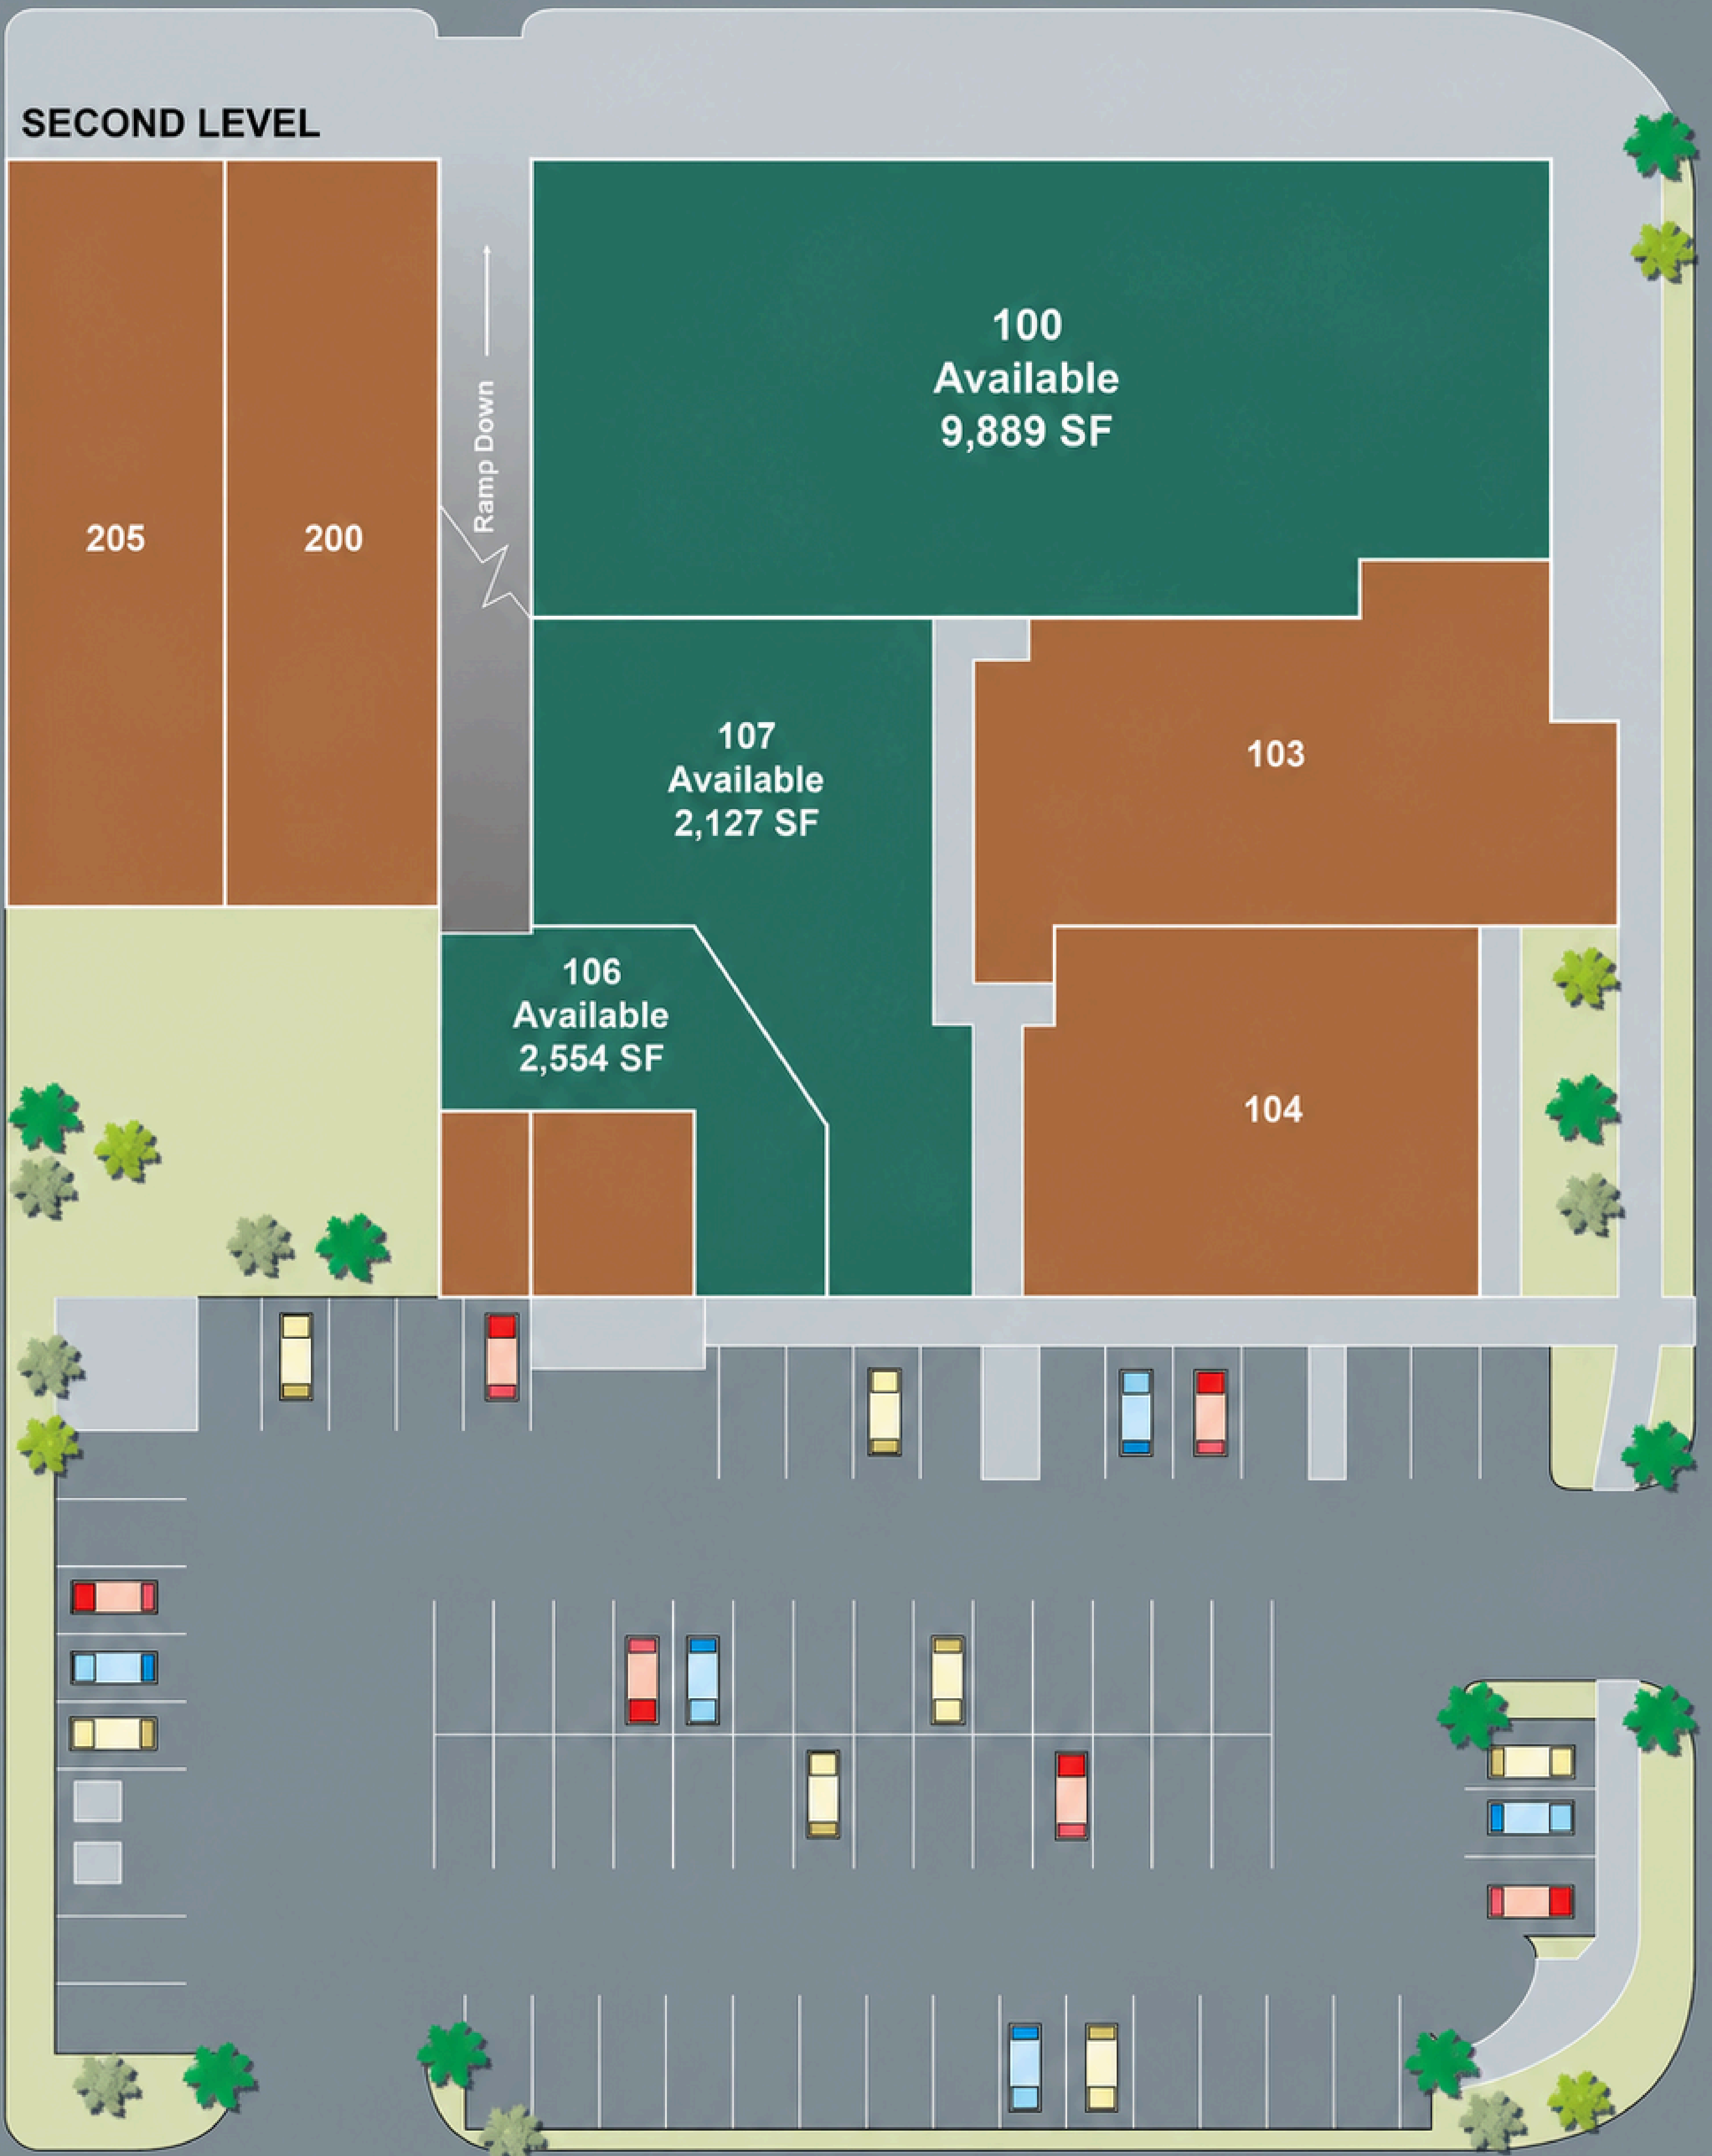 SECOND LEVEL
100
Available
9,889 SF
Ramp Down
205
200
107
Available
2,127 SF
103
106
Available
2,554 SF
104